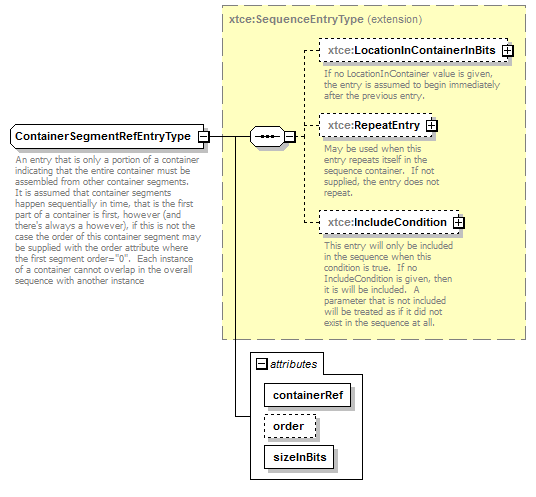 xtce:SequenceEntryType (extension)
xtce:LocationInContainerInBits
If no LocationInContainer value is given,
the entry is assumed to begin immediately
after the previous entry.
ContainerSegmentRefEntryType
An entry that is only a portion of a container
indicating that the entire container must be
assembled from other container segments.
It is assumed that container segments
happen sequentially in time, that is the first
part of a container is first, however (and
there's always a however), if this is not the
case the order of this container segment may
be supplied with the order attribute where
the first segment order="0".  Each instance
of a container cannot overlap in the overall
sequence with another instance
xtce:RepeatEntry
May be used when this
entry repeats itself in the
sequence container.  If not
supplied, the entry does not
repeat.
xtce:IncludeCondition
This entry will only be included
in the sequence when this
condition is true.  If no
IncludeCondition is given, then
it is will be included.  A
parameter that is not included
will be treated as if it did not
exist in the sequence at all.
attributes
containerRef
order
sizeInBits